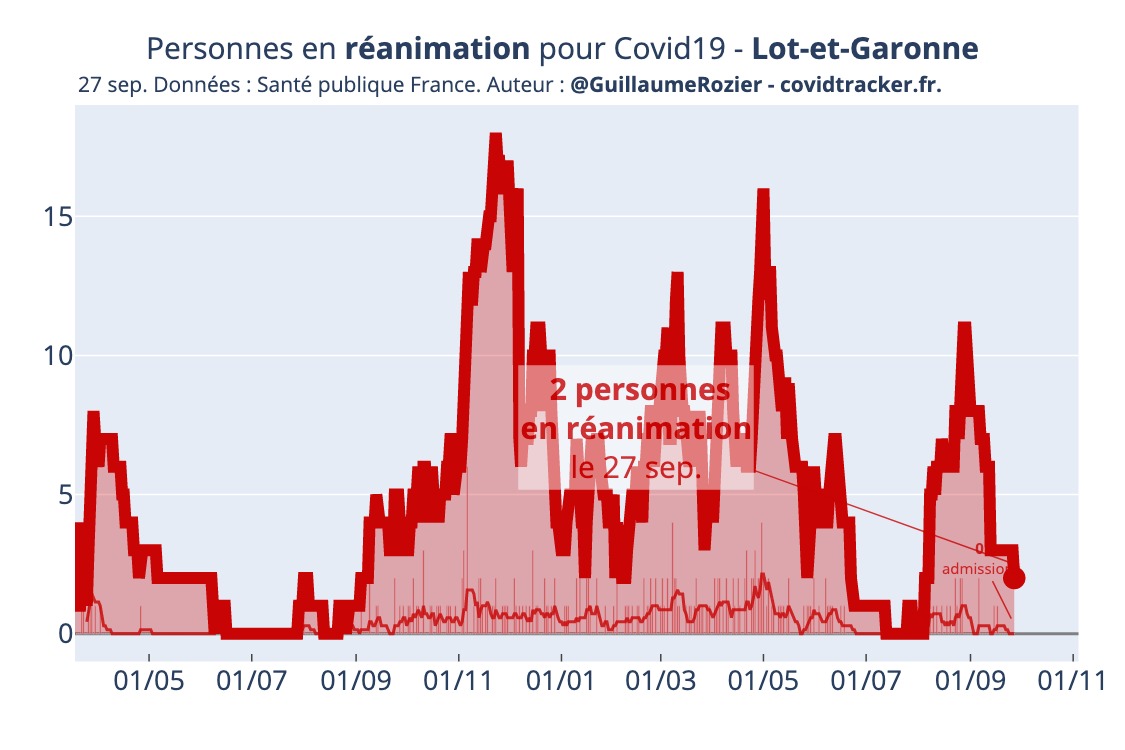 Personnes en réanimation pour Covid19 - Lot-et-Garonne
27 sep. Données : Santé publique France. Auteur : @GuillaumeRozier - covidtracker.fr.
15
10
5
0
2 personnes
en réanimation
le 27 sep.
0
01/05 01/07 01/09 01/11 01/01 01/03 01/05 01/07 01/09 01/11